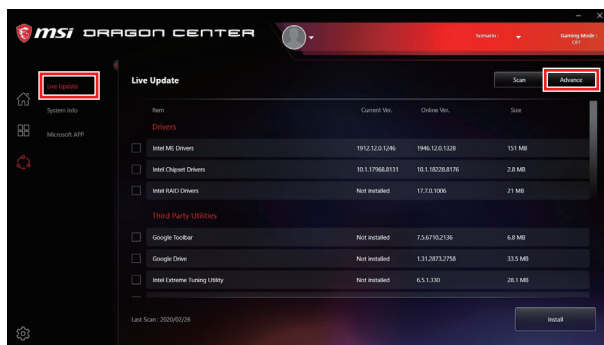 msi DRAGON CENTER
Scenario :
Gaming Mode :
OFF
Live Update
System Info
Microsoft APP
Live Update
Scan
Advance
Item Current Ver. Online Ver. Size
Drivers
Intel ME Drivers 1912.12.0.1246 1946.12.0.1328 151 MB
Intel Chipset Drivers 10.1.17968.8131 10.1.18228.8176 2.8 MB
Intel RAID Drivers Not installed 17.7.0.1006 21 MB
Third Party Utilities
Google Toolbar Not installed 7.5.6710.2136 6.8 MB
Google Drive Not installed 1.31.2873.2758 33.5 MB
Intel Extreme Tuning Utility Not installed 6.5.1.330 28.1 MB
Last Scan : 2020/02/26
Install